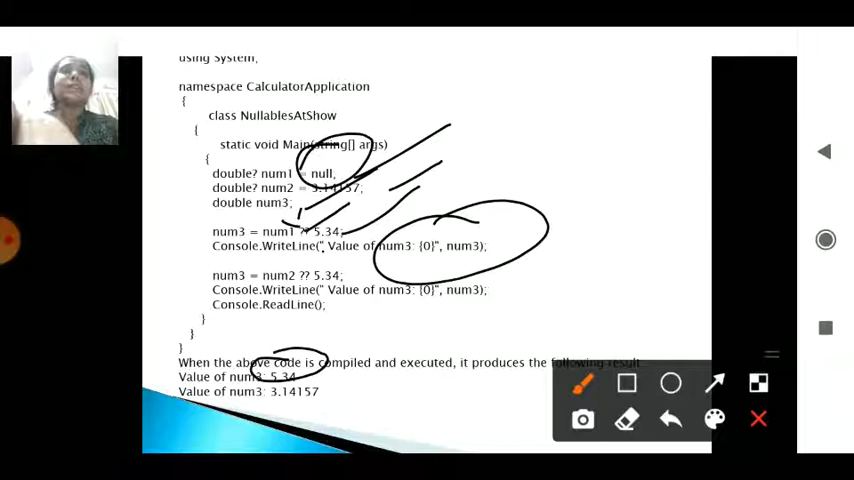 using System;
namespace CalculatorApplication
{
class NullablesAtShow
{
static void Main(string[] args)
{
double? num1 = null;
double? num2 = 3.14157;
double num3;
num3 = num1 ?? 5.34;
Console.WriteLine(" Value of num3: {0}", num3);
num3 = num2 ?? 5.34;
Console.WriteLine(" Value of num3: {0}", num3);
Console.ReadLine();
}
}
}
When the above code is compiled and executed, it produces the following result
Value of num3: 5.34
Value of num3: 3.14157